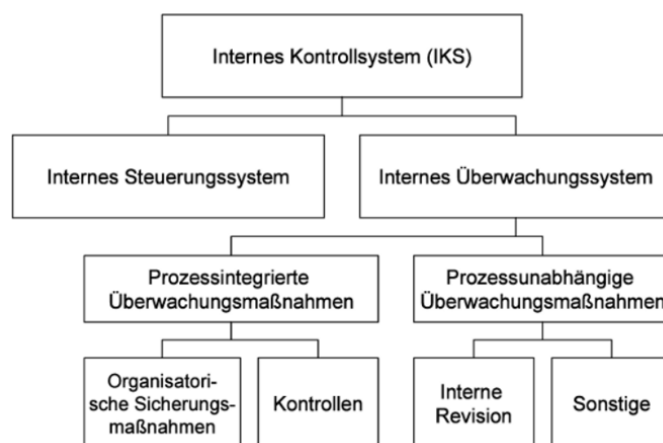 Internes Kontrollsystem (IKS)
Internes Steuerungssystem
Internes Überwachungssystem
Prozessintegrierte
Überwachungsmaßnahmen
Prozessunabhängige
Überwachungsmaßnahmen
Organisatori-
sche Sicherungs-
maßnahmen
Kontrollen
Interne
Revision
Sonstige